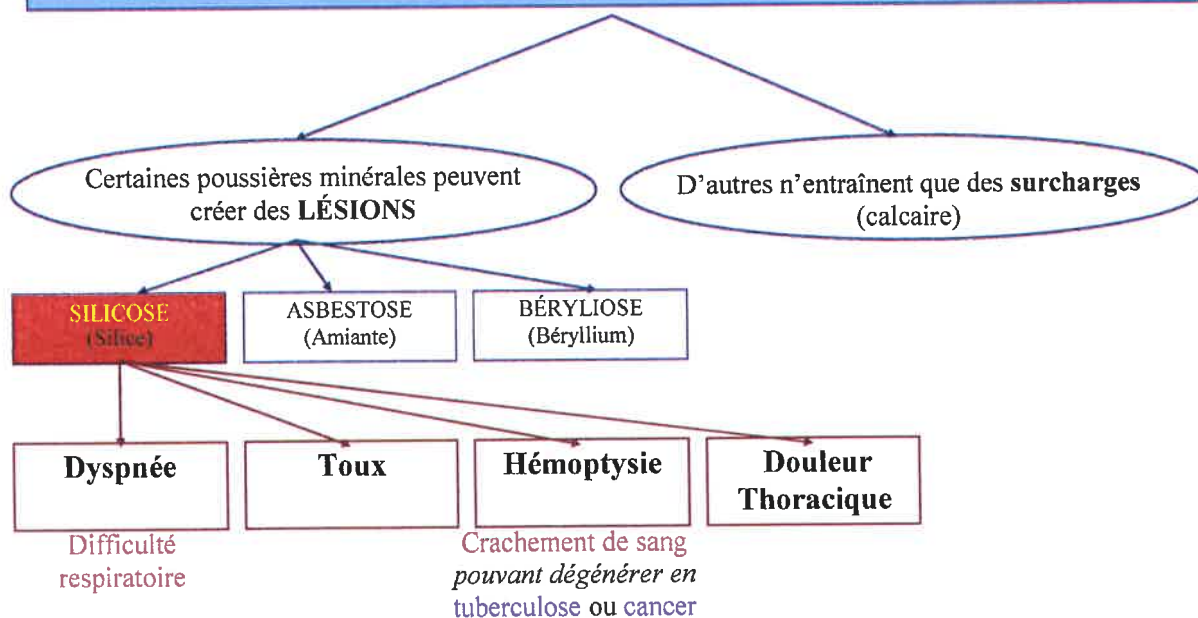 Certaines poussières minérales peuvent
créer des LÉSIONS
D'autres n'entraînent que des surcharges
(calcaire)
SILICOSE
(Silice)
ASBESTOSE
(Amiante)
BÉRYLIOSE
(Béryllium)
Dyspnée
Toux
Hémoptysie
Douleur
Thoracique
Difficulté
respiratoire
Crachement de sang
pouvant dégénérer en
tuberculose ou cancer